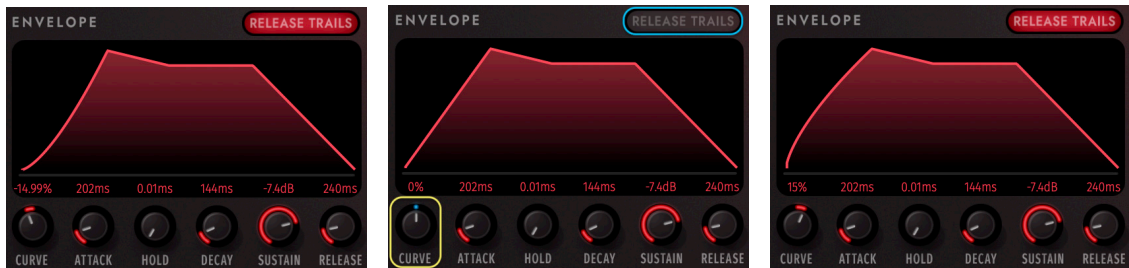 ENVELOPE RELEASE TRAILS
-14.99% 202ms 0.01ms 144ms -7.4dB 240ms
CURVE ATTACK HOLD DECAY SUSTAIN RELEASE
ENVELOPE RELEASE TRAILS
0% 202ms 0.01ms 144ms -7.4dB 240ms
CURVE ATTACK HOLD DECAY SUSTAIN RELEASE
ENVELOPE RELEASE TRAILS
15% 202ms 0.01ms 144ms -7.4dB 240ms
CURVE ATTACK HOLD DECAY SUSTAIN RELEASE